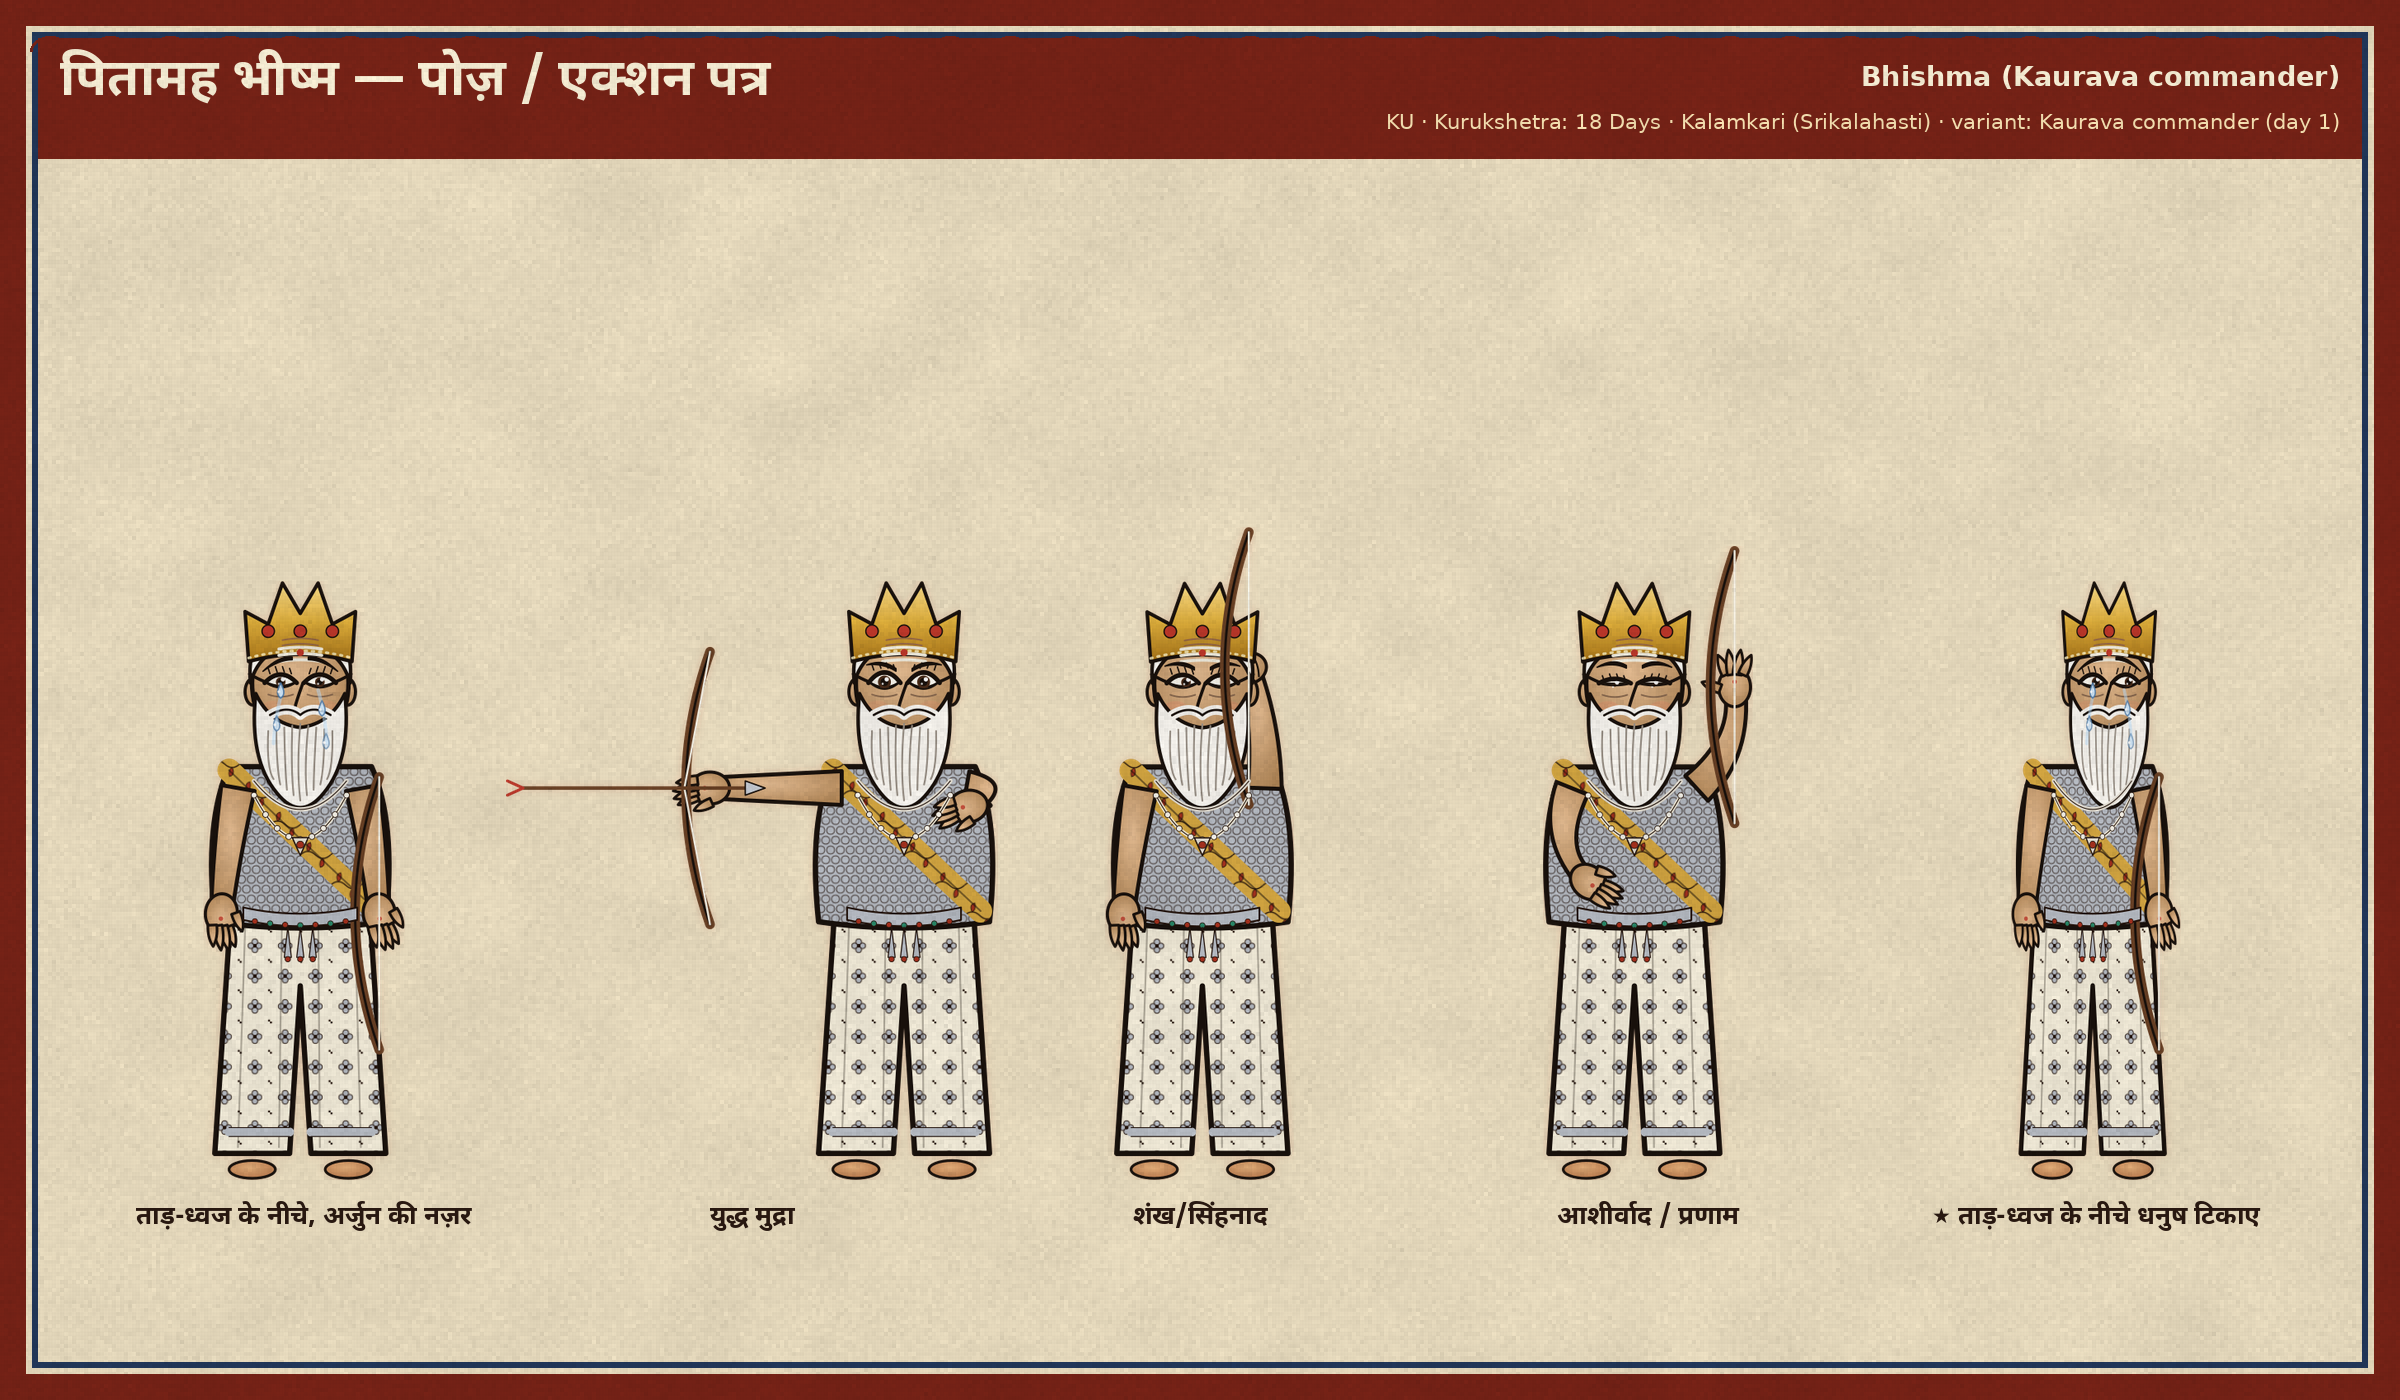 पितामह भीष्म — पोज़ / एक्शन पत्र
Bhishma (Kaurava commander)
KU · Kurukshetra: 18 Days · Kalamkari (Srikalahasti) · variant: Kaurava commander (day 1)
ताड़-ध्वज के नीचे, अर्जुन की नज़र
युद्ध मुद्रा
शंख/सिंहनाद
आशीर्वाद / प्रणाम
★ ताड़-ध्वज के नीचे धनुष टिकाए